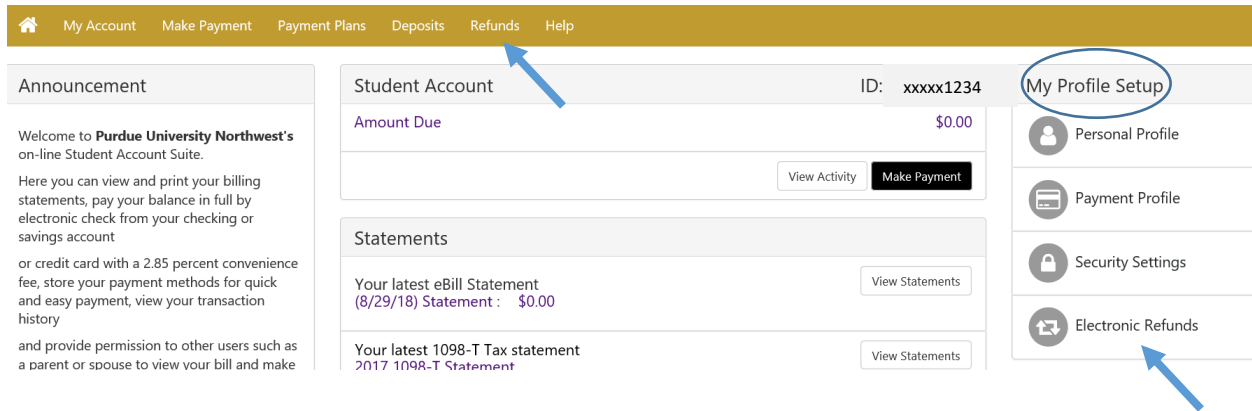 My Account Make Payment Payment Plans Deposits Refunds Help
Announcement
Welcome to Purdue University Northwest's
on-line Student Account Suite.
Here you can view and print your billing
statements, pay your balance in full by
electronic check from your checking or
savings account
or credit card with a 2.85 percent convenience
fee, store your payment methods for quick
and easy payment, view your transaction
history
and provide permission to other users such as
a parent or spouse to view your bill and make
Student Account ID: xxxxx1234
Amount Due $0.00
View Activity Make Payment
Statements
Your latest eBill Statement View Statements
(8/29/18) Statement : $0.00
Your latest 1098-T Tax statement View Statements
2017 1098-T Statement
My Profile Setup
Personal Profile
Payment Profile
Security Settings
Electronic Refunds